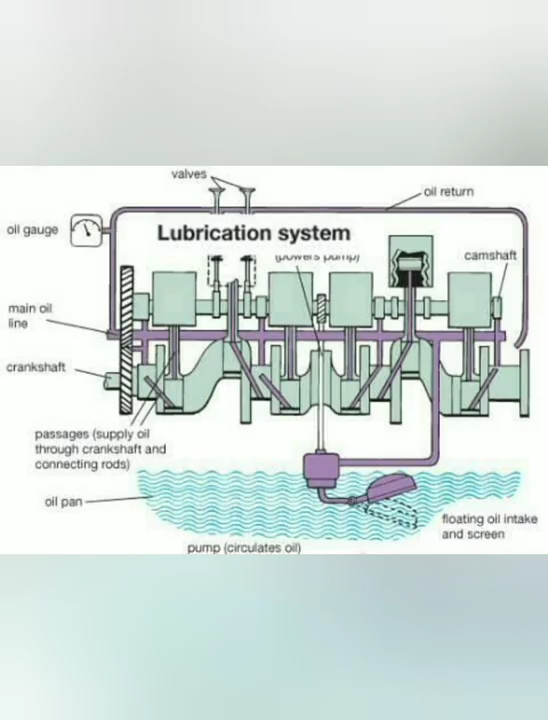 valves
oil return
oil gauge
Lubrication system
(powers pump)
camshaft
main oil
line
crankshaft
passages (supply oil
through crankshaft and
connecting rods)
oil pan
floating oil intake
and screen
pump (circulates oil)